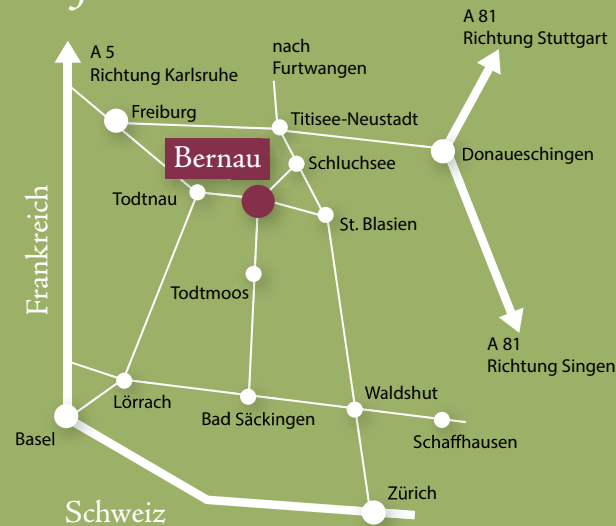 A 81
Richtung Stuttgart
A 5
Richtung Karlsruhe
nach
Furtwangen
Freiburg
Titisee-Neustadt
Bernau
Schluchsee
Donaueschingen
Todtnau
St. Blasien
Frankreich
Todtmoos
A 81
Richtung Singen
Lörrach
Bad Säckingen
Waldshut
Basel
Schaffhausen
Zürich
Schweiz